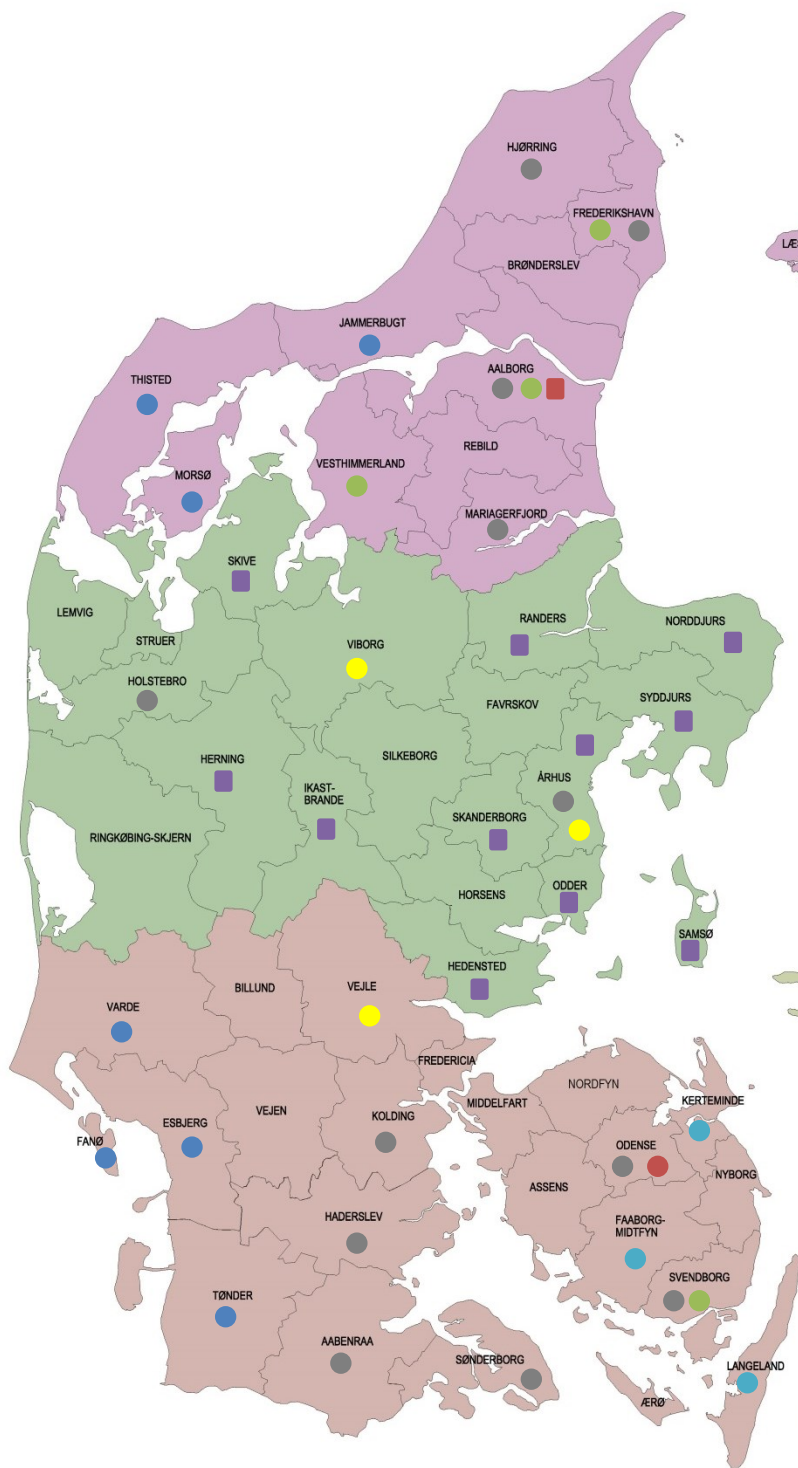 HJØRRING
FREDERIKSHAVN
LÆS
BRØNDERSLEV
JAMMERBUGT
THISTED
AALBORG
REBILD
VESTHIMMERLAND
MORSØ
MARIAGERFJORD
SKIVE
LEMVIG
STRUER
RANDERS
NORDDJURS
VIBORG
HOLSTEBRO
FAVRSKOV
SYDDJURS
SILKEBORG
HERNING
ÅRHUS
IKAST-
BRANDE
SKANDERBORG
RINGKØBING-SKJERN
ODDER
HORSENS
SAMSØ
HEDENSTED
BILLUND
VEJLE
VARDE
FREDERICIA
NORDFYN
MIDDELFART
KERTEMINDE
VEJEN
KOLDING
ESBJERG
FANØ
ODENSE
NYBORG
ASSENS
HADERSLEV
FAABORG-
MIDTFYN
SVENDBORG
TØNDER
AABENRAA
SØNDERBORG
LANGELAND
ÆRØ